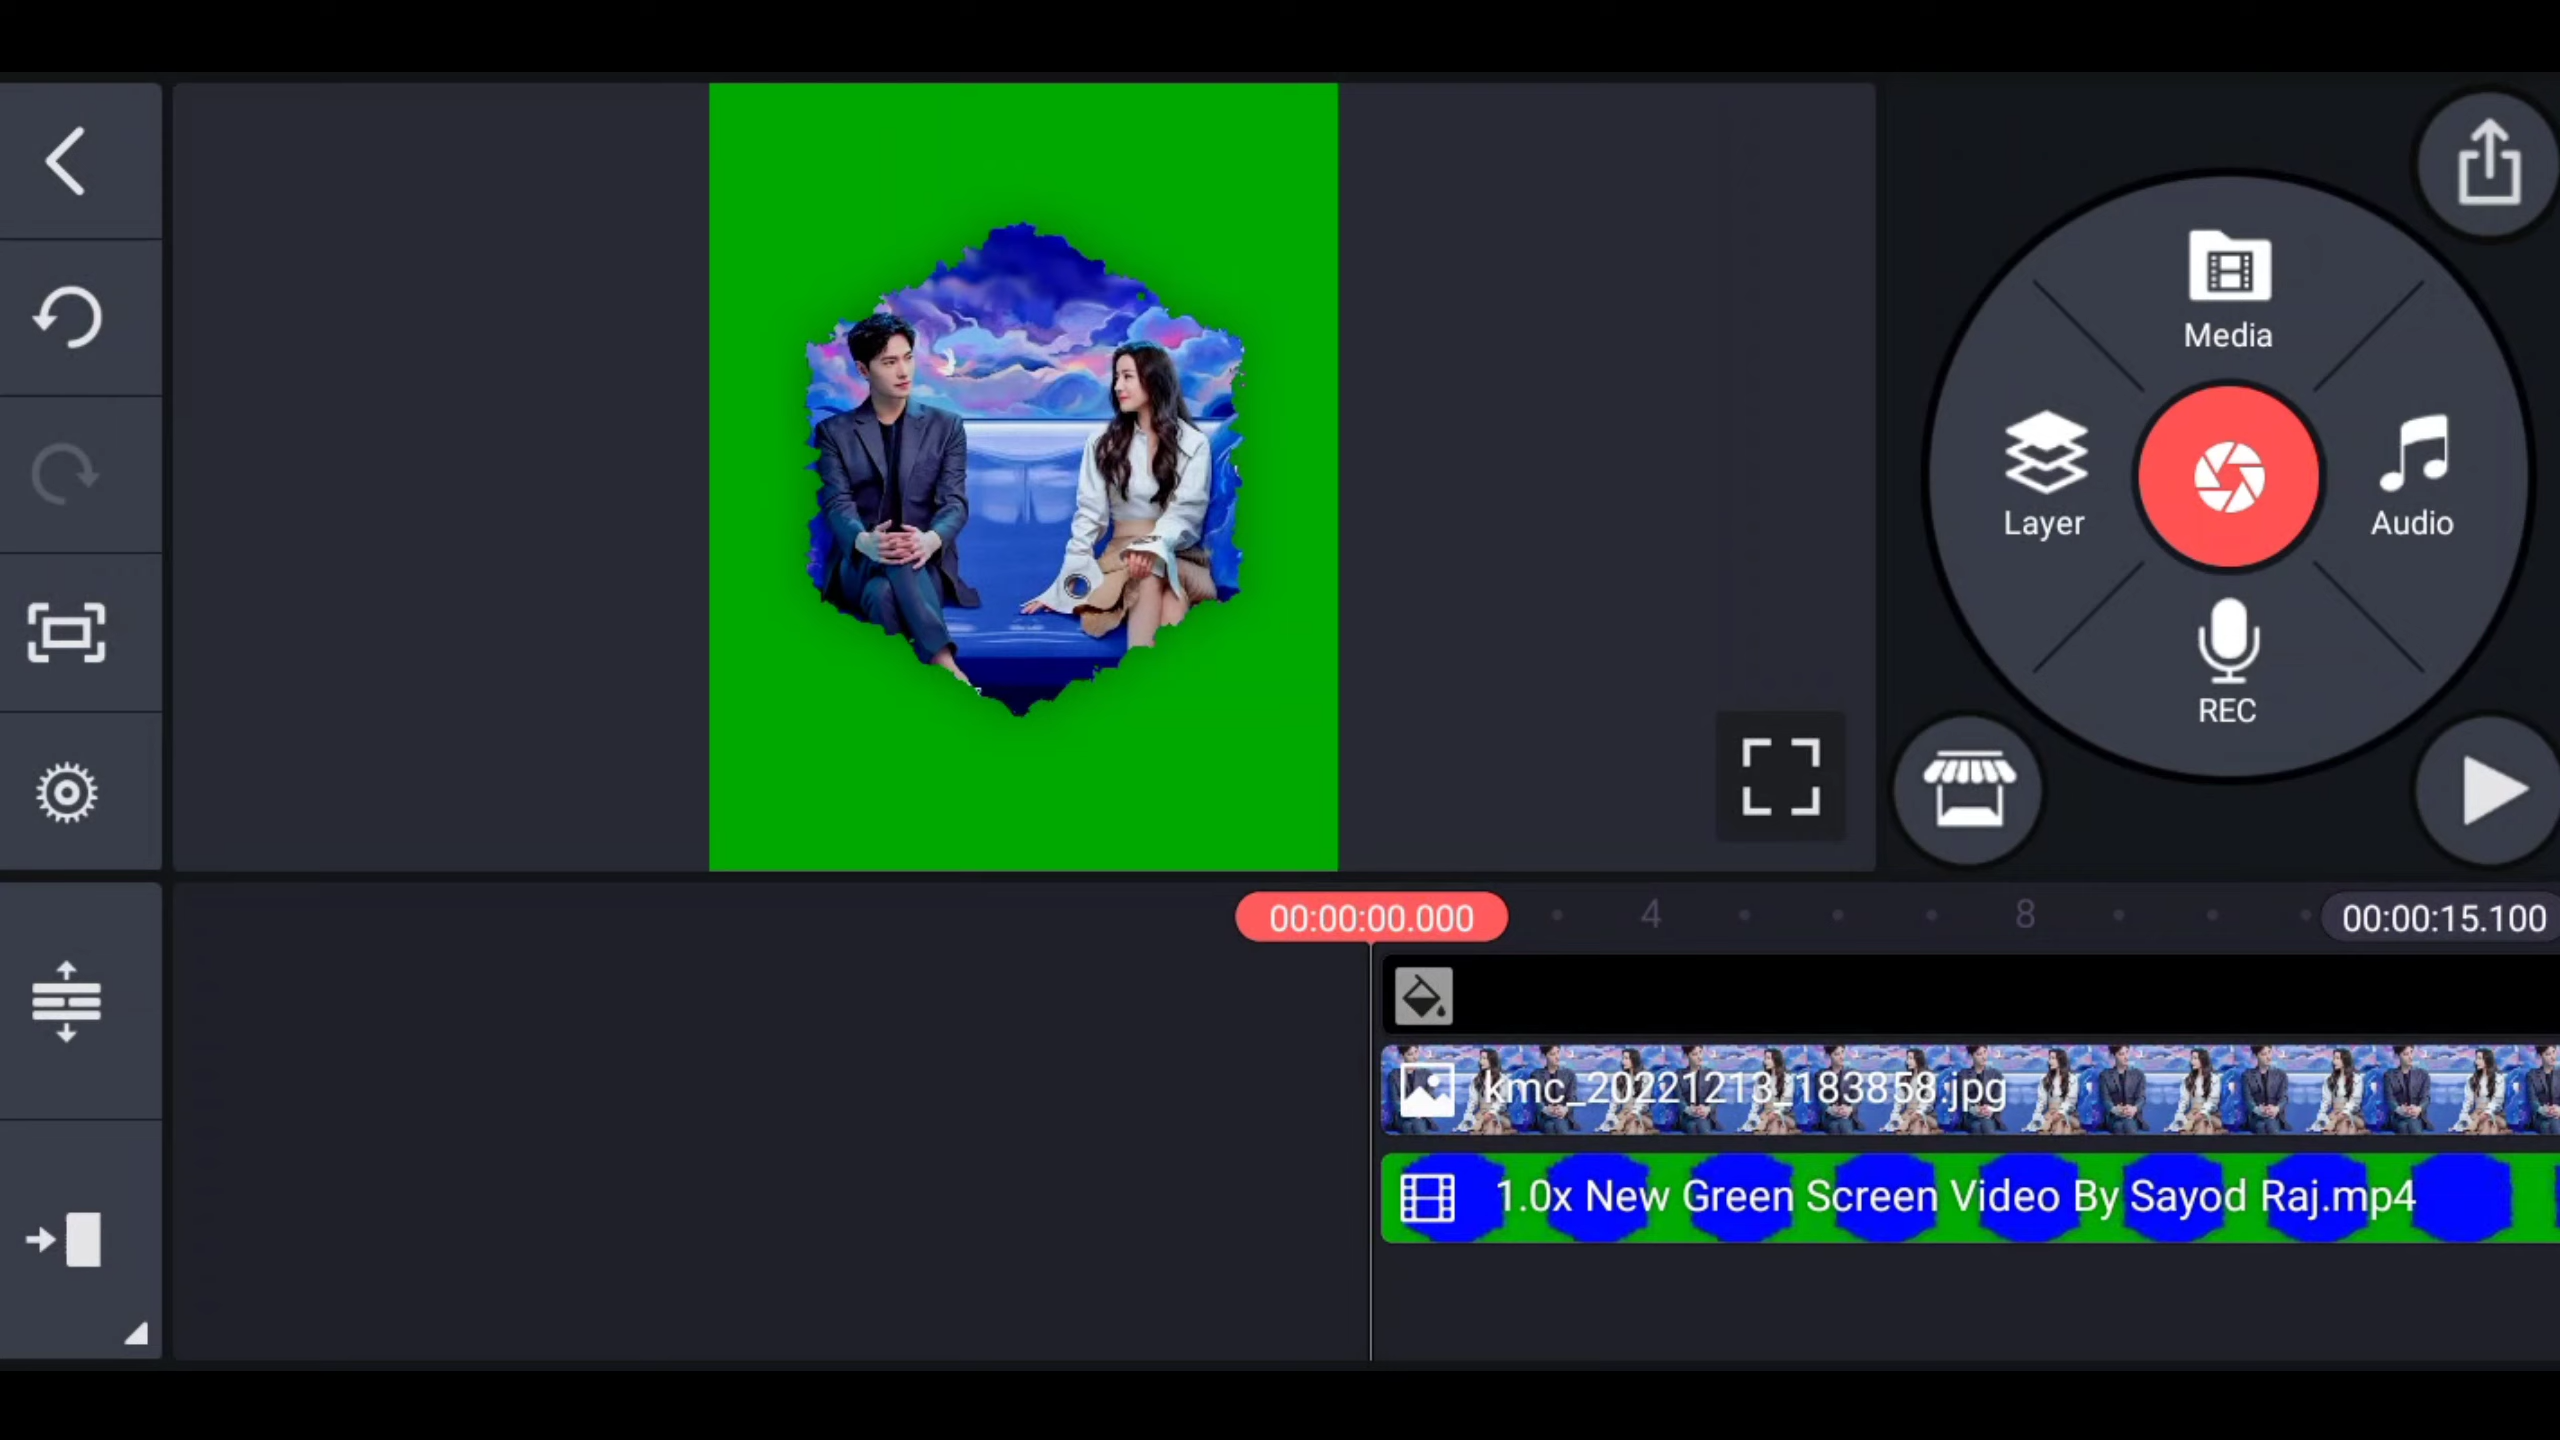 Media
Layer
Audio
REC
00:00:00.000
4
8
00:00:15.100
kmc_20221213_183858.jpg
1.0x New Green Screen Video By Sayod Raj.mp4